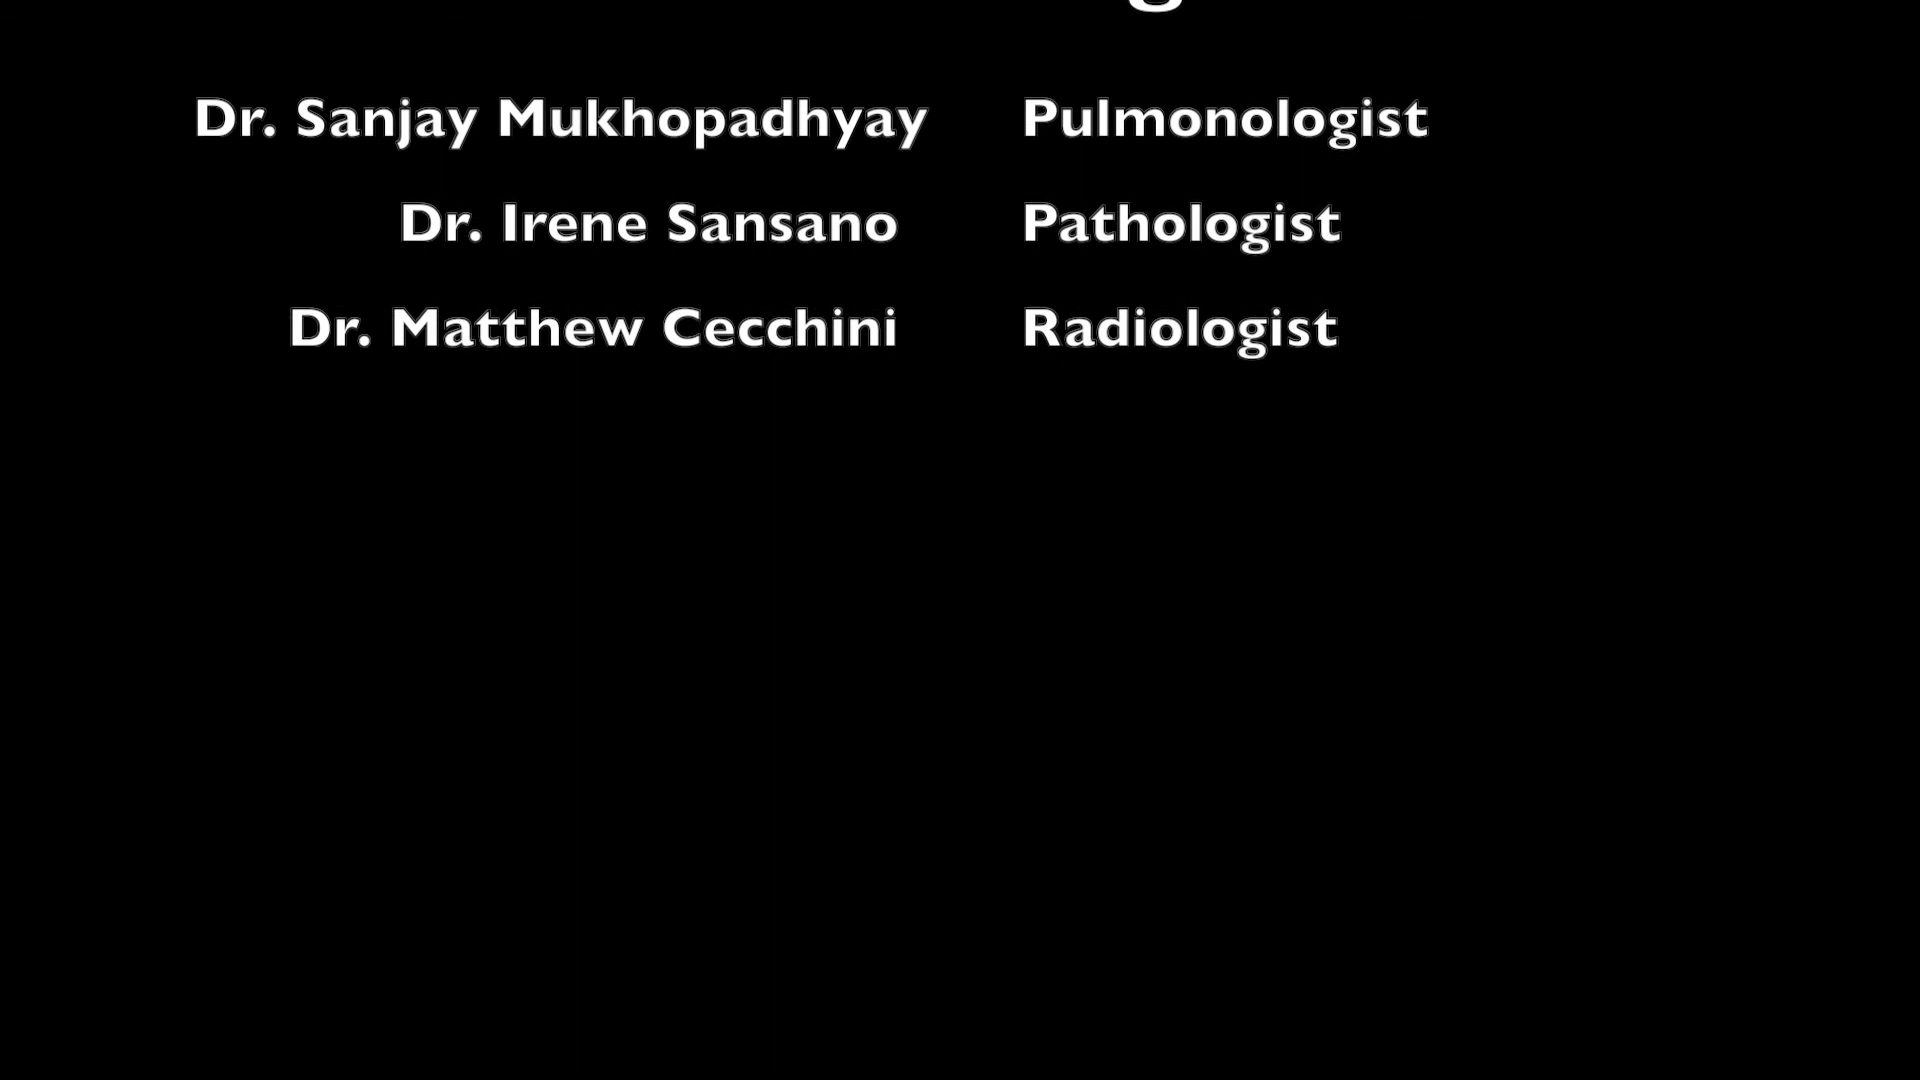 Dr. Sanjay Mukhopadhyay Pulmonologist
Dr. Irene Sansano Pathologist
Dr. Matthew Cecchini Radiologist